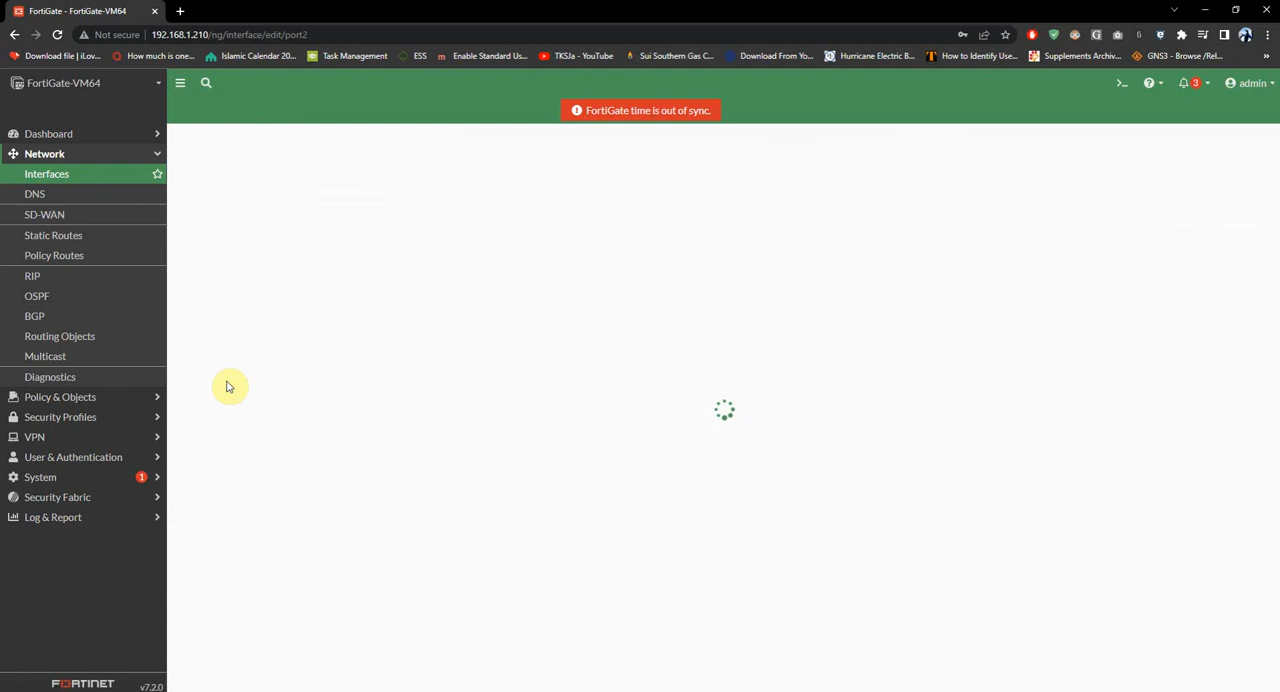 FortiGate - FortiGate-VM64
Not secure
192.168.1.210/ng/interface/edit/port2
Download file | iLov...
How much is one...
Islamic Calendar 20...
Task Management
ESS
Enable Standard Us...
TKSJa - YouTube
Sui Southern Gas C...
Download From Yo...
Hurricane Electric B...
How to Identify Use...
Supplements Archiv...
GNS3 - Browse /Rel...
FortiGate-VM64
>_
3
admin
FortiGate time is out of sync.
Dashboard
Network
Interfaces
DNS
SD-WAN
Static Routes
Policy Routes
RIP
OSPF
BGP
Routing Objects
Multicast
Diagnostics
Policy & Objects
Security Profiles
VPN
User & Authentication
System
1
Security Fabric
Log & Report
FORTINET
v7.2.0